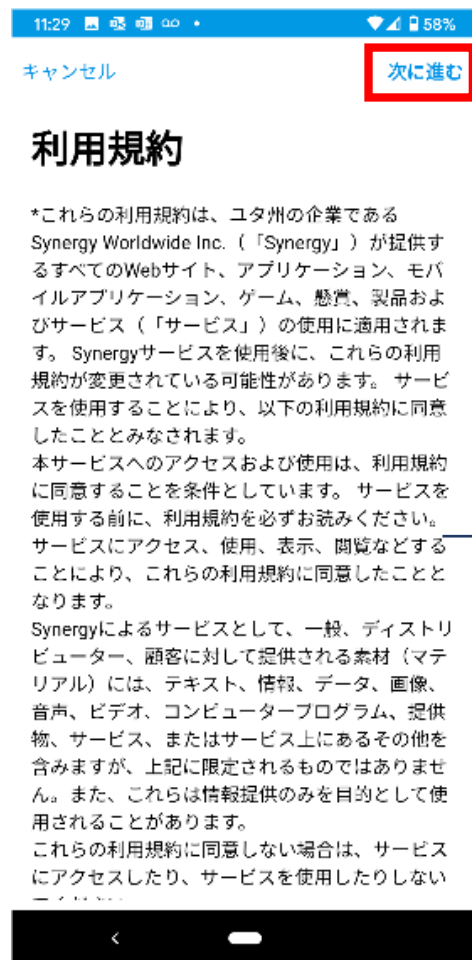 11:29 58%
キャンセル 次に進む
利用規約
*これらの利用規約は、ユタ州の企業である
Synergy Worldwide Inc.（「Synergy」）が提供す
るすべてのWebサイト、アプリケーション、モバ
イルアプリケーション、ゲーム、懸賞、製品およ
びサービス（「サービス」）の使用に適用されま
す。 Synergyサービスを使用後に、これらの利用
規約が変更されている可能性があります。 サービ
スを使用することにより、以下の利用規約に同意
したこととみなされます。
本サービスへのアクセスおよび使用は、利用規約
に同意することを条件としています。 サービスを
使用する前に、利用規約を必ずお読みください。
サービスにアクセス、使用、表示、閲覧などする
ことにより、これらの利用規約に同意したことと
なります。
Synergyによるサービスとして、一般、ディストリ
ビューター、顧客に対して提供される素材（マテ
リアル）には、テキスト、情報、データ、画像、
音声、ビデオ、コンピュータープログラム、提供
物、サービス、またはサービス上にあるその他を
含みますが、上記に限定されるものではありませ
ん。また、これらは情報提供のみを目的として使
用されることがあります。
これらの利用規約に同意しない場合は、サービス
にアクセスしたり、サービスを使用したりしない